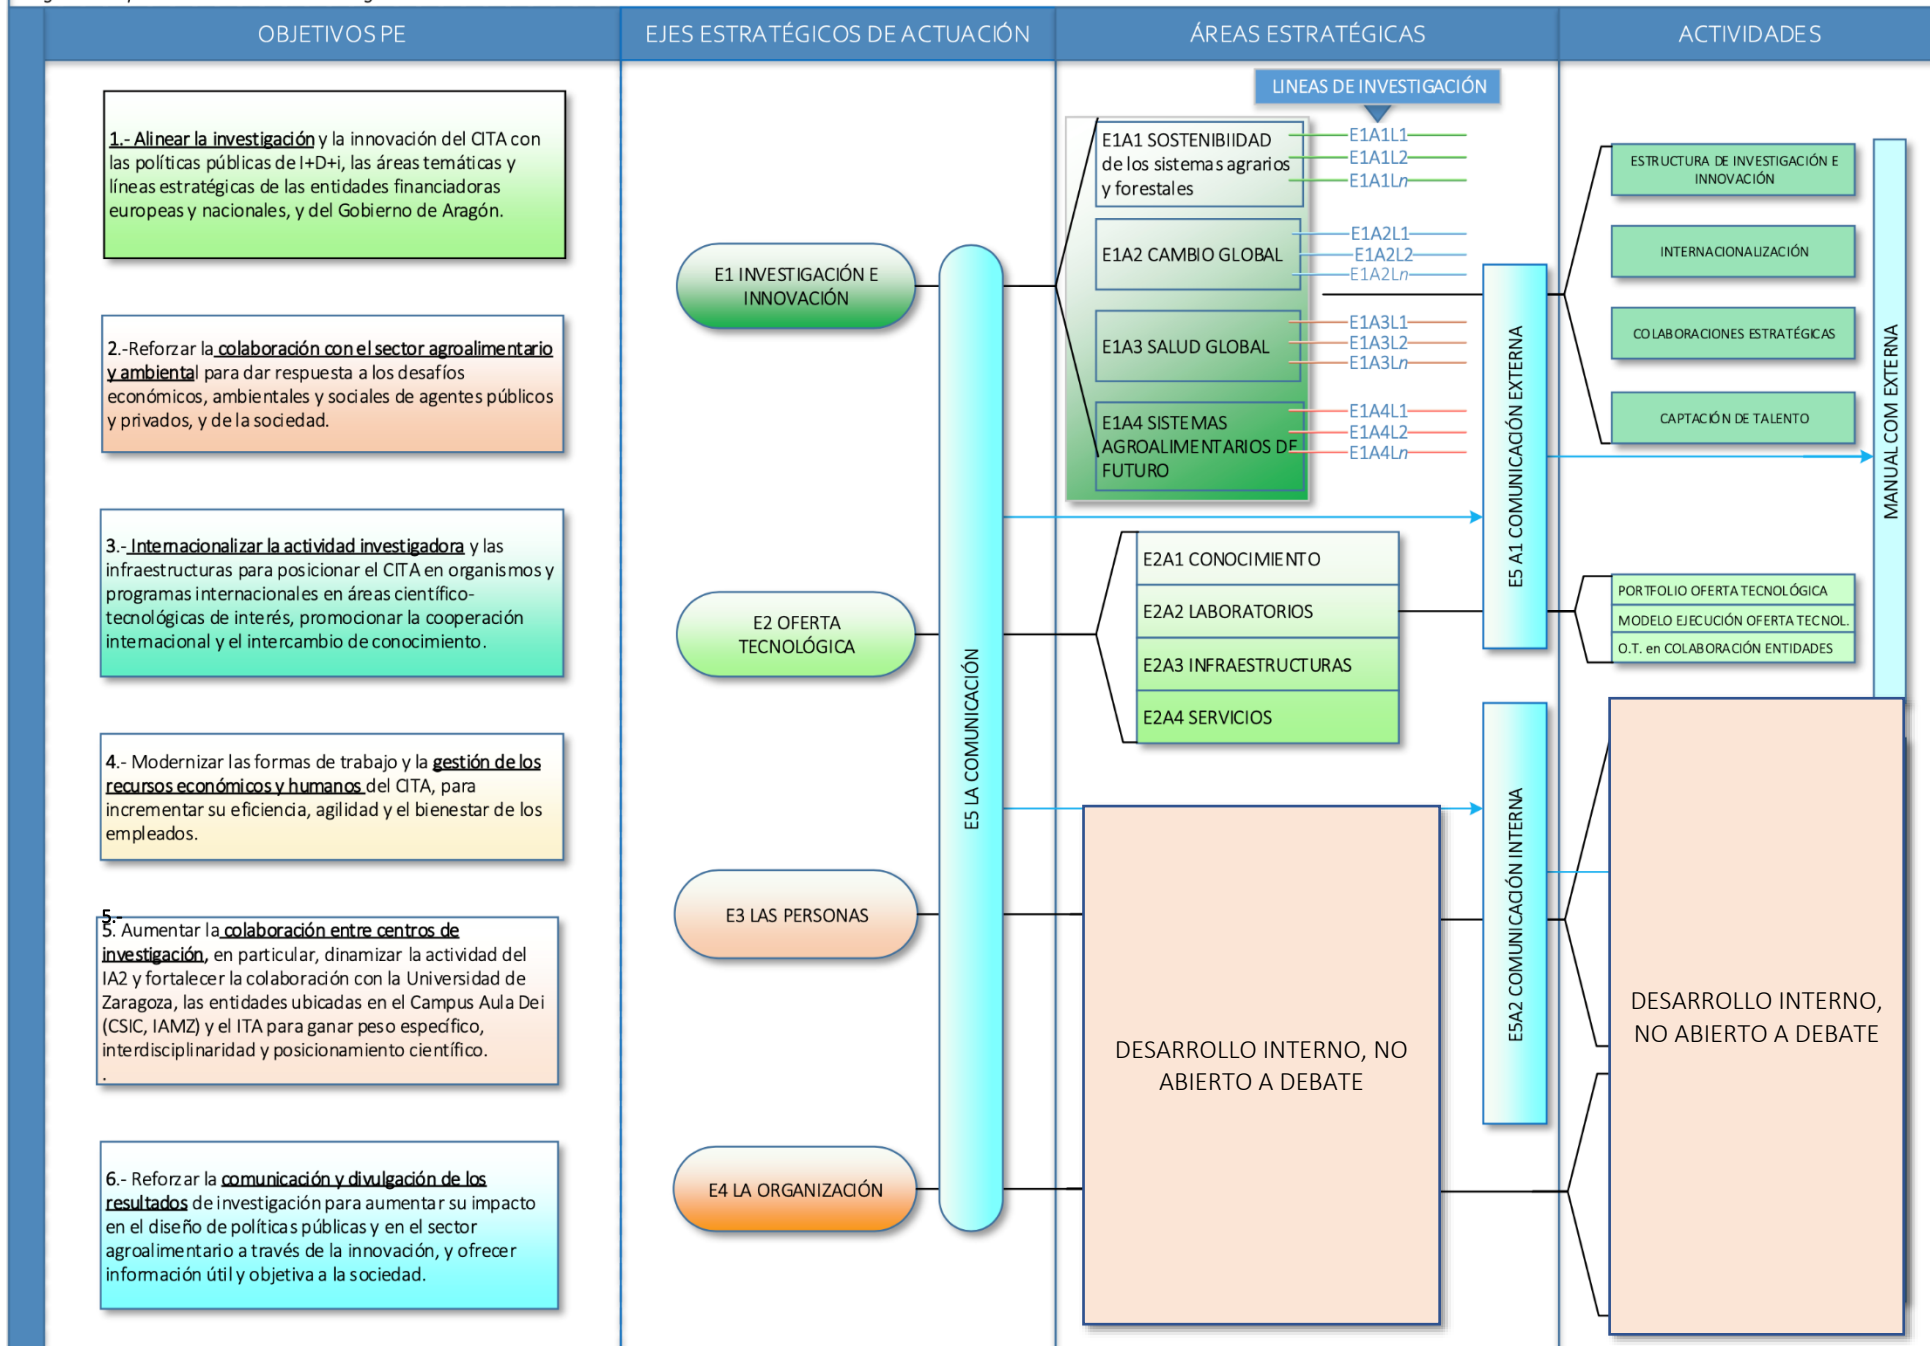 OBJETIVOS PE
EJES ESTRATÉGICOS DE ACTUACIÓN
ÁREAS ESTRATÉGICAS
ACTIVIDADES
1.- Alinear la investigación y la innovación del CITA con
las políticas públicas de I+D+i, las áreas temáticas y
líneas estratégicas de las entidades financiadoras
europeas y nacionales, y del Gobierno de Aragón.
2.-Reforzar la colaboración con el sector agroalimentario
y ambiental para dar respuesta a los desafíos
económicos, ambientales y sociales de agentes públicos
y privados, y de la sociedad.
3.- Internacionalizar la actividad investigadora y las
infraestructuras para posicionar el CITA en organismos y
programas internacionales en áreas científico-
tecnológicas de interés, promocionar la cooperación
internacional y el intercambio de conocimiento.
4.- Modernizar las formas de trabajo y la gestión de los
recursos económicos y humanos del CITA, para
incrementar su eficiencia, agilidad y el bienestar de los
empleados.
5.-
5. Aumentar la colaboración entre centros de
investigación, en particular, dinamizar la actividad del
IA2 y fortalecer la colaboración con la Universidad de
Zaragoza, las entidades ubicadas en el Campus Aula Dei
(CSIC, IAMZ) y el ITA para ganar peso específico,
interdisciplinaridad y posicionamiento científico.
.
6.- Reforzar la comunicación y divulgación de los
resultados de investigación para aumentar su impacto
en el diseño de políticas públicas y en el sector
agroalimentario a través de la innovación, y ofrecer
información útil y objetiva a la sociedad.
E1 INVESTIGACIÓN E
INNOVACIÓN
E2 OFERTA
TECNOLÓGICA
E3 LAS PERSONAS
E4 LA ORGANIZACIÓN
E5 LA COMUNICACIÓN
LINEAS DE INVESTIGACIÓN
E1A1 SOSTENIBIIDAD
de los sistemas agrarios
y forestales
E1A1L1
E1A1L2
E1A1Ln
E1A2 CAMBIO GLOBAL
E1A2L1
E1A2L2
E1A2Ln
E1A3 SALUD GLOBAL
E1A3L1
E1A3L2
E1A3Ln
E1A4 SISTEMAS
AGROALIMENTARIOS DE
FUTURO
E1A4L1
E1A4L2
E1A4Ln
E2A1 CONOCIMIENTO
E2A2 LABORATORIOS
E2A3 INFRAESTRUCTURAS
E2A4 SERVICIOS
DESARROLLO INTERNO, NO
ABIERTO A DEBATE
E5 A1 COMUNICACIÓN EXTERNA
E5A2 COMUNICACIÓN INTERNA
ESTRUCTURA DE INVESTIGACIÓN E
INNOVACIÓN
INTERNACIONALIZACIÓN
COLABORACIONES ESTRATÉGICAS
CAPTACIÓN DE TALENTO
PORTFOLIO OFERTA TECNOLÓGICA
MODELO EJECUCIÓN OFERTA TECNOL.
O.T. en COLABORACIÓN ENTIDADES
MANUAL COM EXTERNA
DESARROLLO INTERNO,
NO ABIERTO A DEBATE